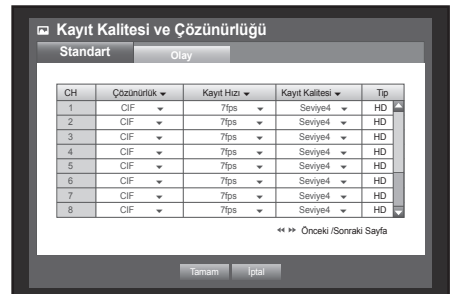 Kayıt Kalitesi ve Çözünürlüğü
Standart Olay
CH Çözünürlük Kayıt Hızı Kayıt Kalitesi Tip
1 CIF 7fps Seviye4 HD
2 CIF 7fps Seviye4 HD
3 CIF 7fps Seviye4 HD
4 CIF 7fps Seviye4 HD
5 CIF 7fps Seviye4 HD
6 CIF 7fps Seviye4 HD
7 CIF 7fps Seviye4 HD
8 CIF 7fps Seviye4 HD
Önceki /Sonraki Sayfa
Tamam İptal